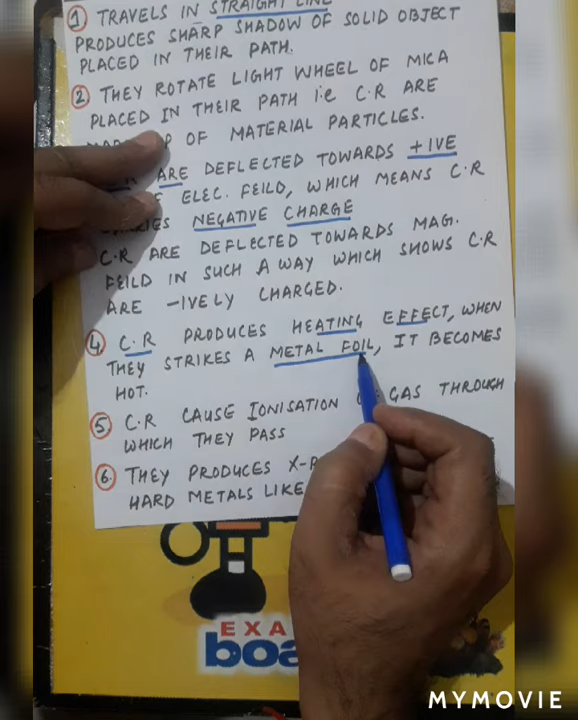 ① TRAVELS IN STRAIGHT LINE
PRODUCES SHARP SHADOW OF SOLID OBJECT
PLACED IN THEIR PATH.
② THEY ROTATE LIGHT WHEEL OF MICA
PLACED IN THEIR PATH i.e C.R ARE
OF MATERIAL PARTICLES.
ARE DEFLECTED TOWARDS +IVE
ELEC. FEILD, WHICH MEANS C.R
NEGATIVE CHARGE
C.R ARE DEFLECTED TOWARDS MAG.
FEILD IN SUCH A WAY WHICH SHOWS C.R
ARE -IVELY CHARGED.
④ C.R PRODUCES HEATING EFFECT, WHEN
THEY STRIKES A METAL FOIL, IT BECOMES
HOT.
⑤ C.R CAUSE IONISATION GAS THROUGH
WHICH THEY PASS
⑥ THEY PRODUCES
HARD METALS LIKE
EXA
boa
MYMOVIE